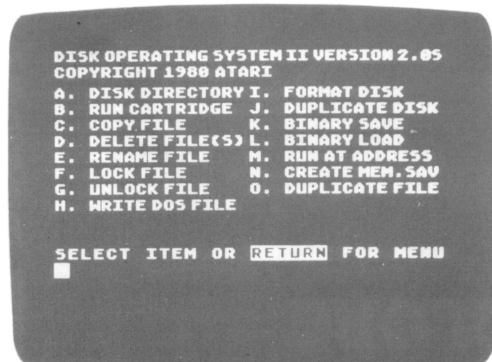 DISK OPERATING SYSTEM II VERSION 2.0S
COPYRIGHT 1980 ATARI
A. DISK DIRECTORY I. FORMAT DISK
B. RUN CARTRIDGE J. DUPLICATE DISK
C. COPY FILE K. BINARY SAVE
D. DELETE FILE(S) L. BINARY LOAD
E. RENAME FILE M. RUN AT ADDRESS
F. LOCK FILE N. CREATE MEM.SAV
G. UNLOCK FILE O. DUPLICATE FILE
H. WRITE DOS FILE
SELECT ITEM OR RETURN FOR MENU